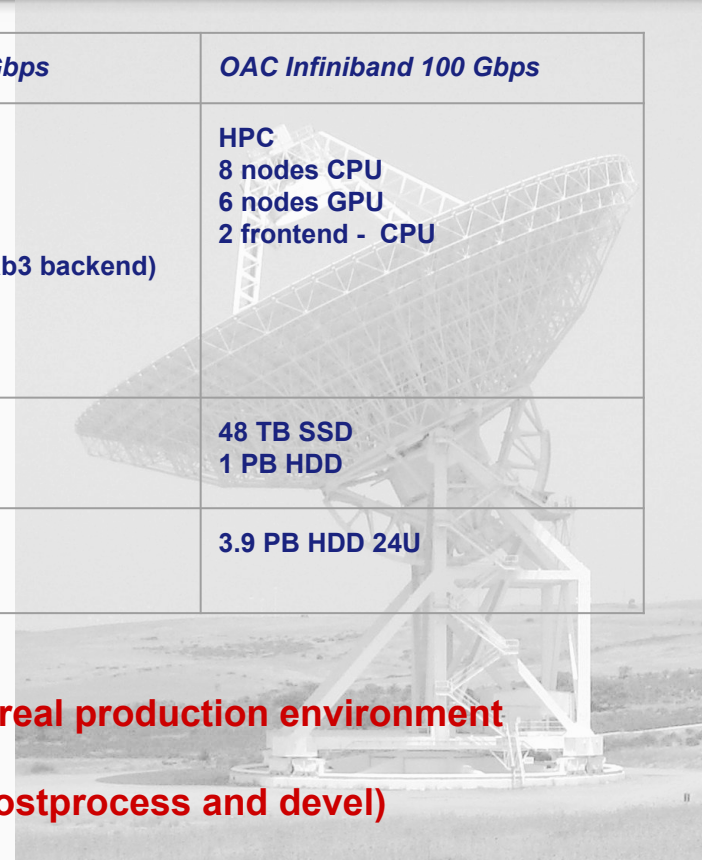 bps
OAC Infiniband 100 Gbps
b3 backend)
HPC
8 nodes CPU
6 nodes GPU
2 frontend - CPU
48 TB SSD
1 PB HDD
3.9 PB HDD 24U
real production environment
ostprocess and devel)